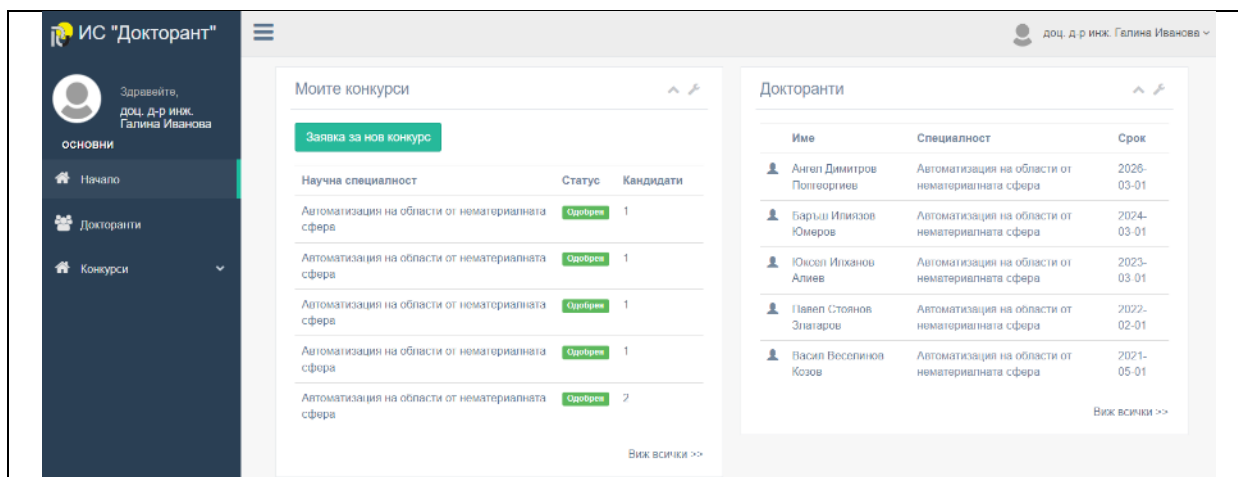 ИС "Докторант"
доц. д-р инж. Галина Иванова
Здравейте,
доц. д-р инж.
Галина Иванова
ОСНОВНИ
Начало
Докторанти
Конкурси
Моите конкурси
Заявка за нов конкурс
Научна специалност Статус Кандидати
Автоматизация на области от нематериалната Одобрен 1
сфера
Автоматизация на области от нематериалната Одобрен 1
сфера
Автоматизация на области от нематериалната Одобрен 1
сфера
Автоматизация на области от нематериалната Одобрен 1
сфера
Автоматизация на области от нематериалната Одобрен 2
сфера
Виж всички >>
Докторанти
Име Специалност Срок
Ангел Димитров Автоматизация на области от 2026-
Попгеоргиев нематериалната сфера 03-01
Баръш Илиязов Автоматизация на области от 2024-
Юмеров нематериалната сфера 03-01
Юксел Илханов Автоматизация на области от 2023-
Алиев нематериалната сфера 03-01
Павел Стоянов Автоматизация на области от 2022-
Златаров нематериалната сфера 02-01
Васил Веселинов Автоматизация на области от 2021-
Козов нематериалната сфера 05-01
Виж всички >>